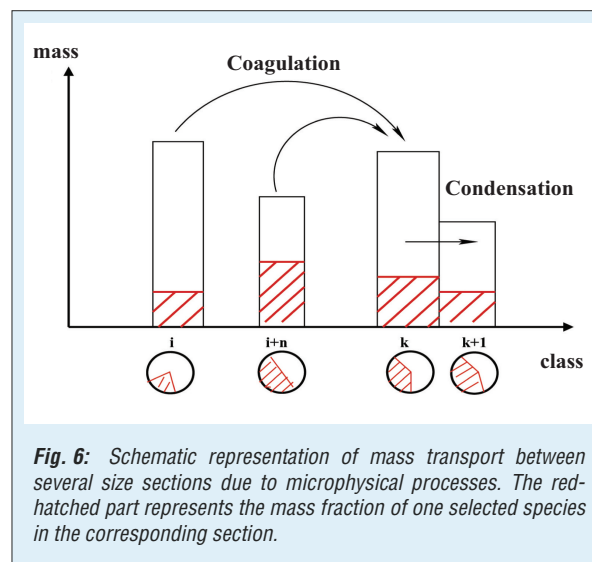 mass
Coagulation
Condensation
i i+n k k+1
class
Fig. 6: Schematic representation of mass transport between
several size sections due to microphysical processes. The red-
hatched part represents the mass fraction of one selected species
in the corresponding section.